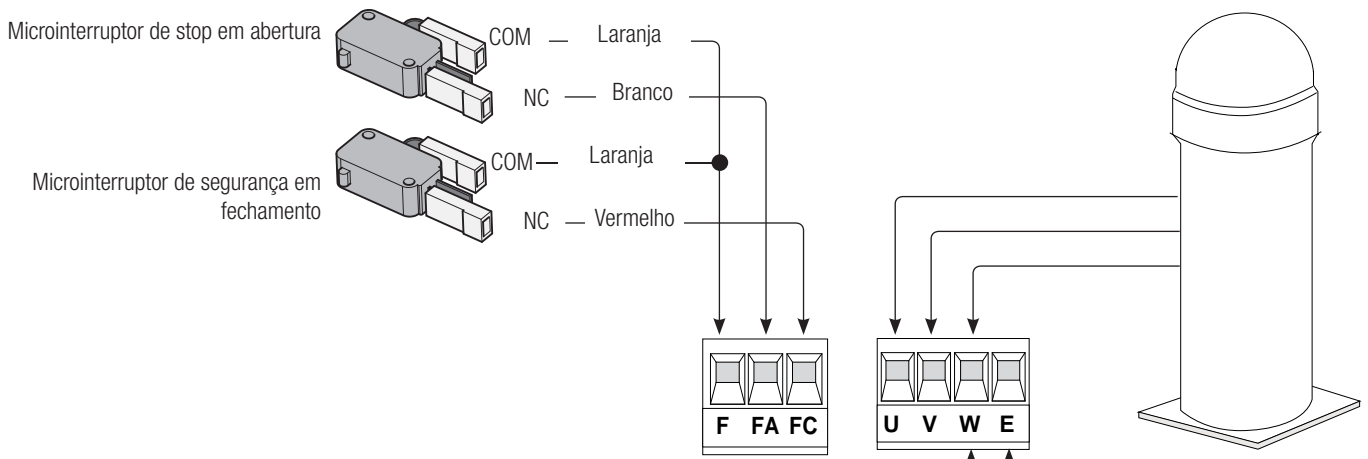 Microinterruptor de stop em abertura
COM
Laranja
NC
Branco
Microinterruptor de segurança em
fechamento
COM
Laranja
NC
Vermelho
F FA FC
U V W E